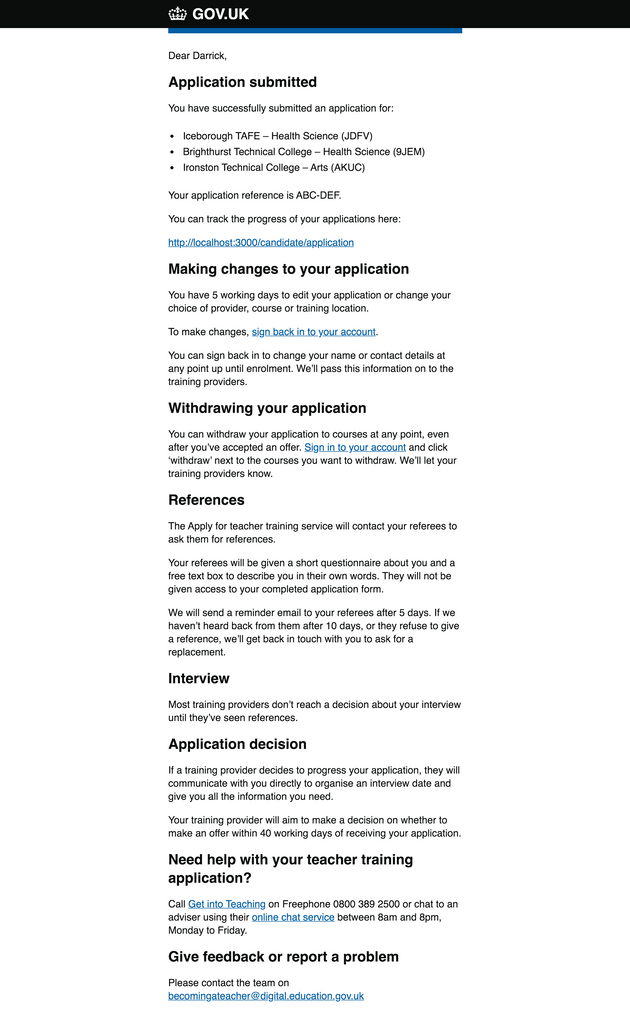 GOV.UK
Dear Darrick,
Application submitted
You have successfully submitted an application for:
• Iceborough TAFE – Health Science (JDFV)
• Brighthurst Technical College – Health Science (9JEM)
• Ironston Technical College – Arts (AKUC)
Your application reference is ABC-DEF.
You can track the progress of your applications here:
http://localhost:3000/candidate/application
Making changes to your application
You have 5 working days to edit your application or change your
choice of provider, course or training location.
To make changes, sign back in to your account.
You can sign back in to change your name or contact details at
any point up until enrolment. We’ll pass this information on to the
training providers.
Withdrawing your application
You can withdraw your application to courses at any point, even
after you’ve accepted an offer. Sign in to your account and click
‘withdraw’ next to the courses you want to withdraw. We’ll let your
training providers know.
References
The Apply for teacher training service will contact your referees to
ask them for references.
Your referees will be given a short questionnaire about you and a
free text box to describe you in their own words. They will not be
given access to your completed application form.
We will send a reminder email to your referees after 5 days. If we
haven’t heard back from them after 10 days, or they refuse to give
a reference, we’ll get back in touch with you to ask for a
replacement.
Interview
Most training providers don’t reach a decision about your interview
until they’ve seen references.
Application decision
If a training provider decides to progress your application, they will
communicate with you directly to organise an interview date and
give you all the information you need.
Your training provider will aim to make a decision on whether to
make an offer within 40 working days of receiving your application.
Need help with your teacher training
application?
Call Get into Teaching on Freephone 0800 389 2500 or chat to an
adviser using their online chat service between 8am and 8pm,
Monday to Friday.
Give feedback or report a problem
Please contact the team on
becomingateacher@digital.education.gov.uk